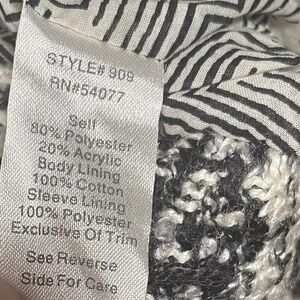 STYLE# 909
RN#54077
Self
80% Polyester
20% Acrylic
Body Lining
100% Cotton
Sleeve Lining
100% Polyester
Exclusive Of Trim
See Reverse
Side For Care